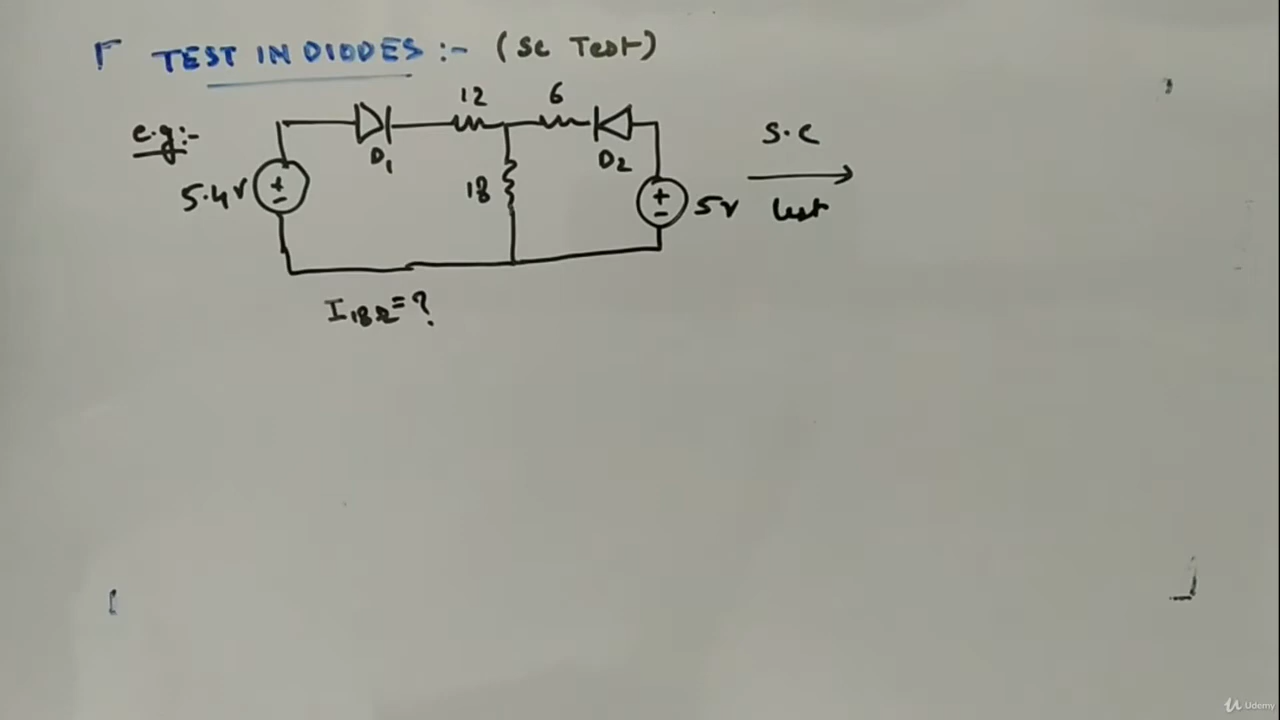 TEST IN DIODES :- (SC Test)
e.g:-
12
6
D1
D2
S.C
5.4V
18
5V
test
I18Ω=?
Udemy